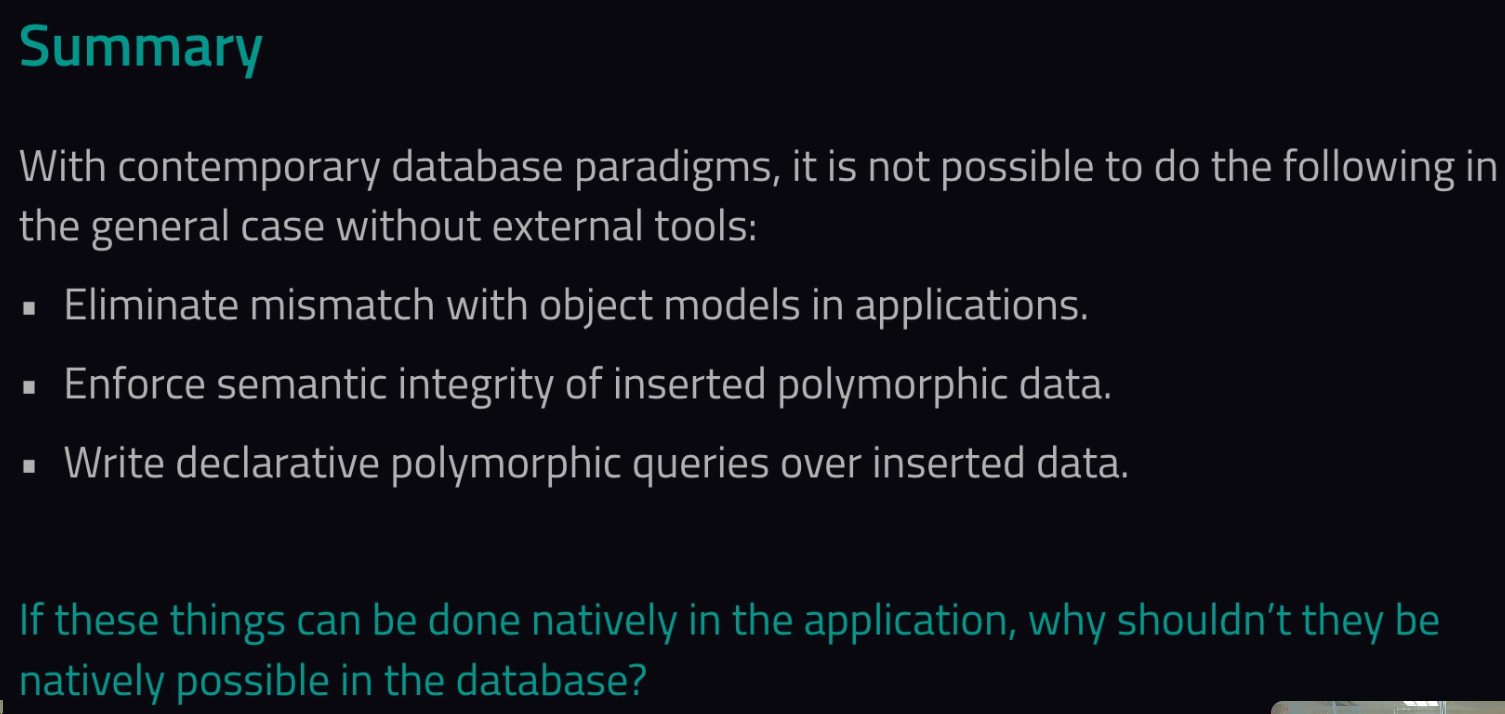 Summary
With contemporary database paradigms, it is not possible to do the following in
the general case without external tools:
▪ Eliminate mismatch with object models in applications.
▪ Enforce semantic integrity of inserted polymorphic data.
▪ Write declarative polymorphic queries over inserted data.
If these things can be done natively in the application, why shouldn’t they be
natively possible in the database?